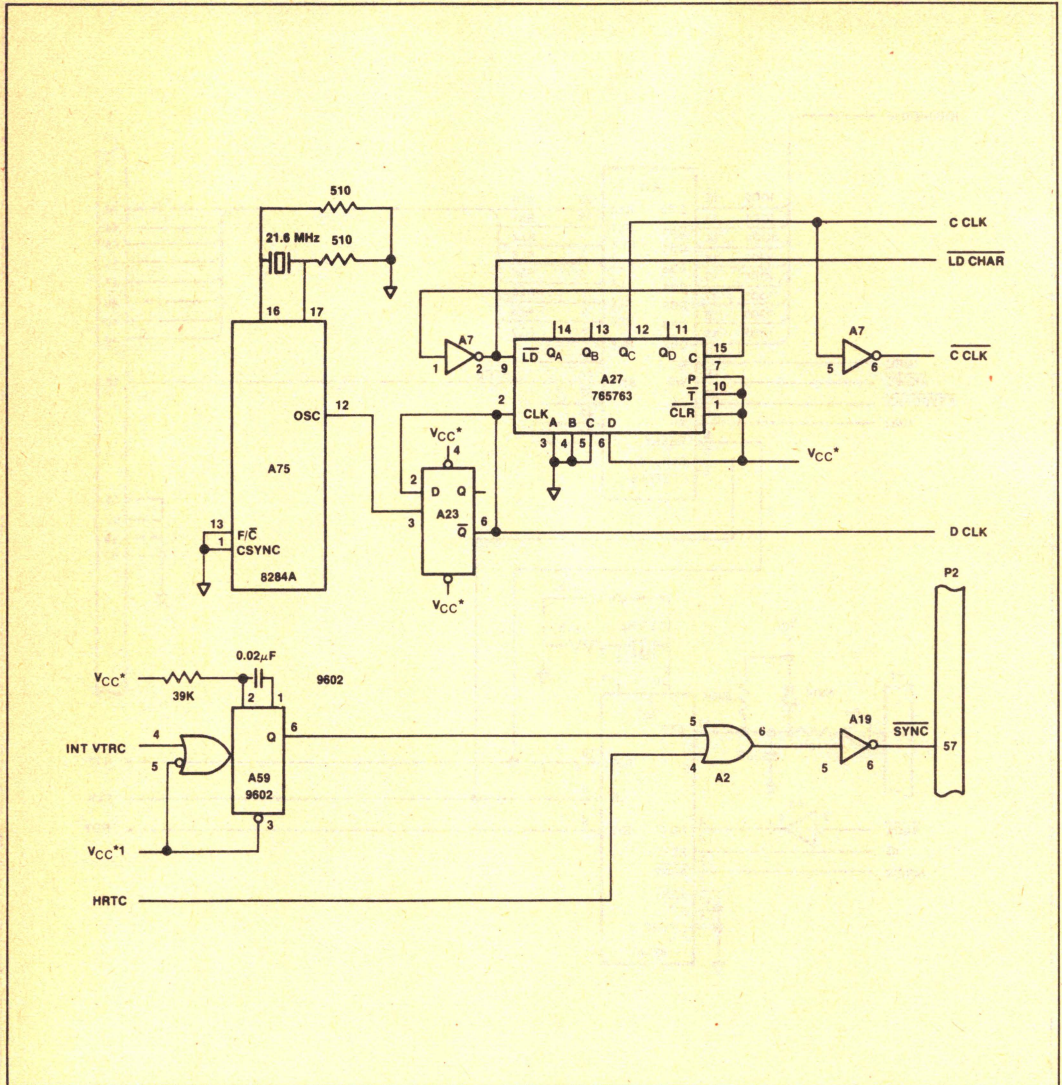 510
21.6 MHz
510
C CLK
LD CHAR
16
17
14
13
12
11
A7
A7
1
2
9
LD
QA
QB
QC
QD
C
15
P
7
T
10
CLR
1
A27
765763
5
6
C CLK
OSC
12
2
CLK
A
B
C
D
3
4
5
6
VCC*
VCC*
4
A75
2
D
Q
3
A23
Q
6
D CLK
13
F/C
1
CSYNC
8284A
VCC*
P2
0.02μF
9602
VCC*
39K
2
1
INT VTRC
4
5
Q
6
A59
9602
3
VCC*1
5
4
6
A2
A19
5
6
SYNC
57
HRTC